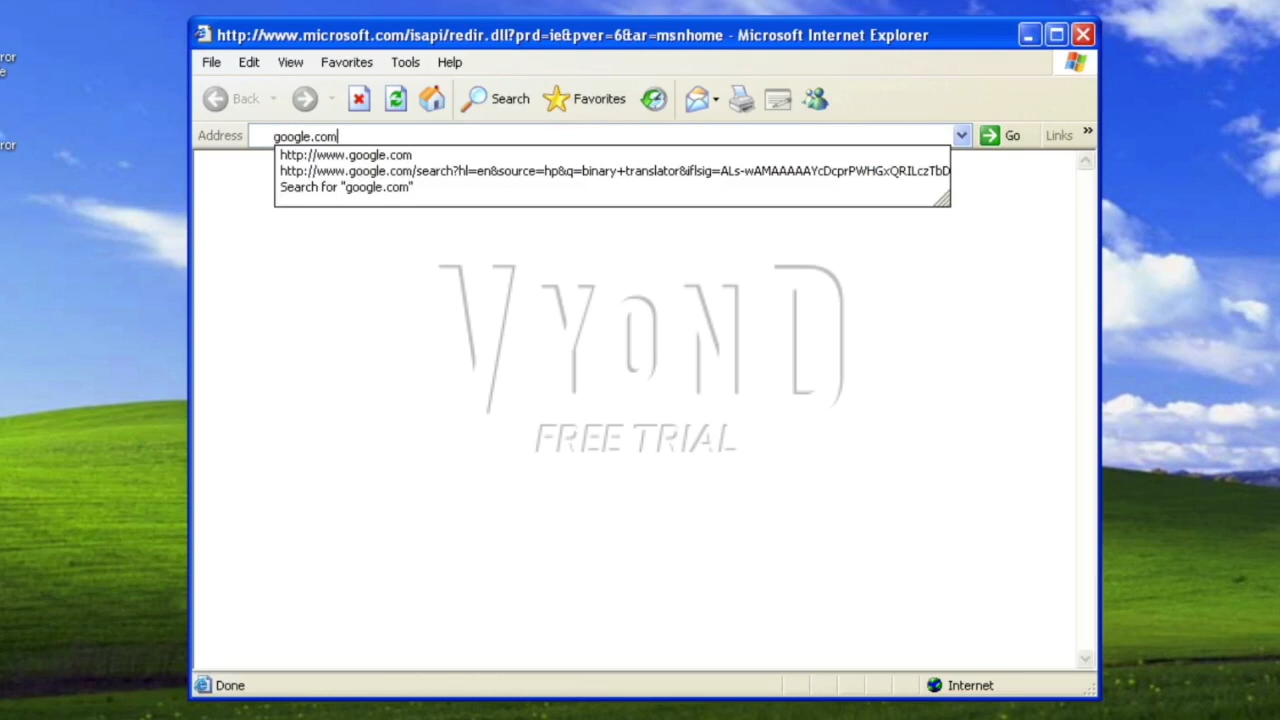 ror
e
ror
http://www.microsoft.com/isapi/redir.dll?prd=ie&pver=6&ar=msnhome - Microsoft Internet Explorer
File Edit View Favorites Tools Help
Back Search Favorites
Address google.com Go Links »
http://www.google.com
http://www.google.com/search?hl=en&source=hp&q=binary+translator&iflsig=ALs-wAMAAAAAYcDcprPWHGxQRILczTbD
Search for "google.com"
VYOND
FREE TRIAL
Done Internet